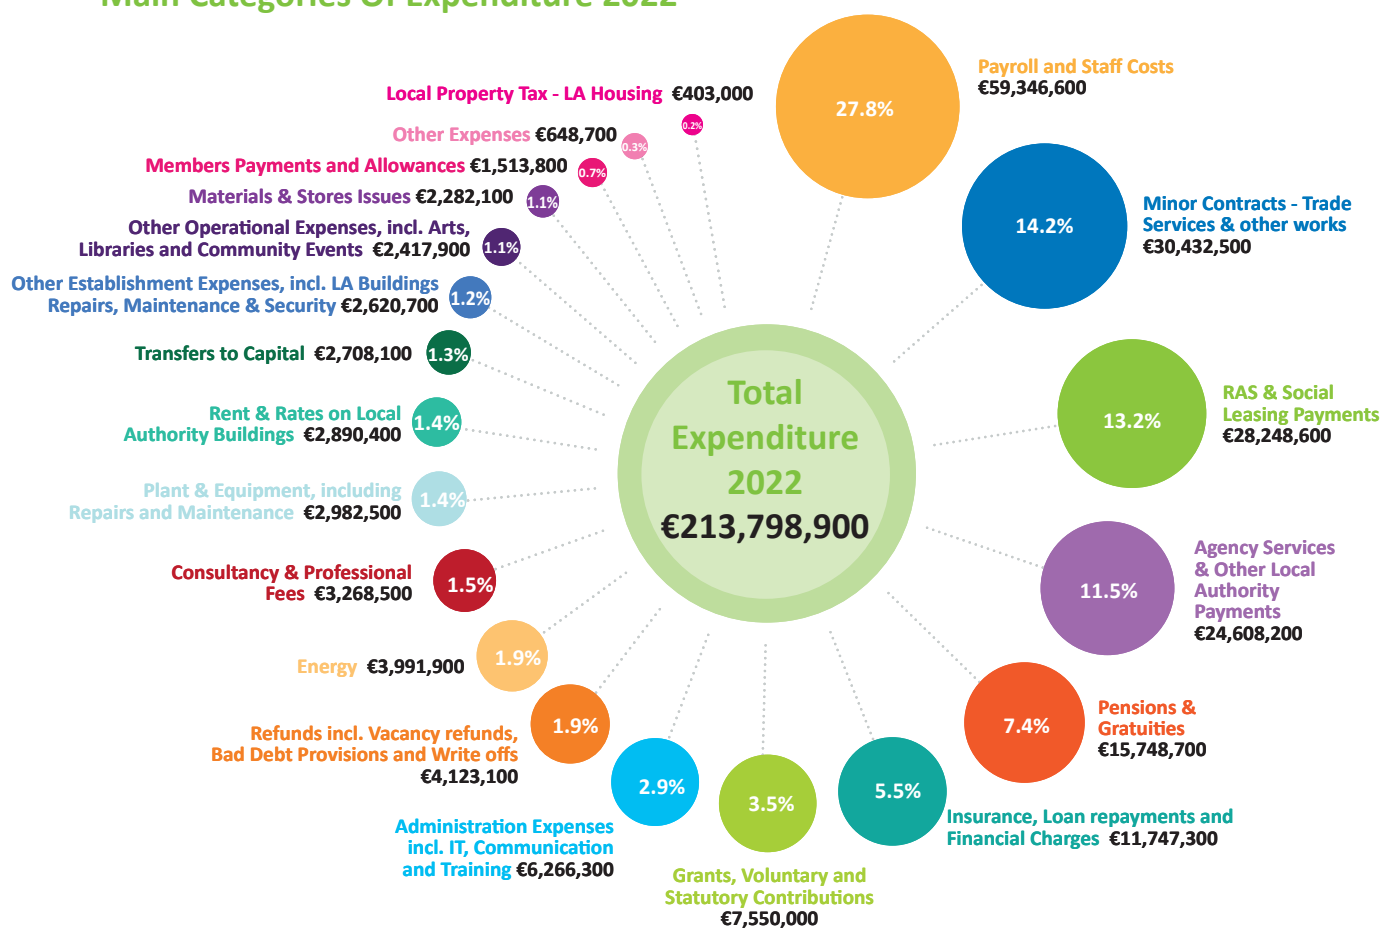 Main Categories Of Expenditure 2022
Local Property Tax - LA Housing €403,000
0.2%
Other Expenses €648,700
0.3%
Members Payments and Allowances €1,513,800
0.7%
Materials & Stores Issues €2,282,100
1.1%
Other Operational Expenses, incl. Arts,
Libraries and Community Events €2,417,900
1.1%
Other Establishment Expenses, incl. LA Buildings
Repairs, Maintenance & Security €2,620,700
1.2%
Transfers to Capital €2,708,100
1.3%
Rent & Rates on Local
Authority Buildings €2,890,400
1.4%
Plant & Equipment, including
Repairs and Maintenance €2,982,500
1.4%
Consultancy & Professional
Fees €3,268,500
1.5%
Energy €3,991,900
1.9%
Refunds incl. Vacancy refunds,
Bad Debt Provisions and Write offs
€4,123,100
1.9%
Administration Expenses
incl. IT, Communication
and Training €6,266,300
2.9%
Grants, Voluntary and
Statutory Contributions
€7,550,000
3.5%
Insurance, Loan repayments and
Financial Charges €11,747,300
5.5%
Pensions &
Gratuities
€15,748,700
7.4%
Agency Services
& Other Local
Authority
Payments
€24,608,200
11.5%
RAS & Social
Leasing Payments
€28,248,600
13.2%
Minor Contracts - Trade
Services & other works
€30,432,500
14.2%
Payroll and Staff Costs
€59,346,600
27.8%
Total
Expenditure
2022
€213,798,900